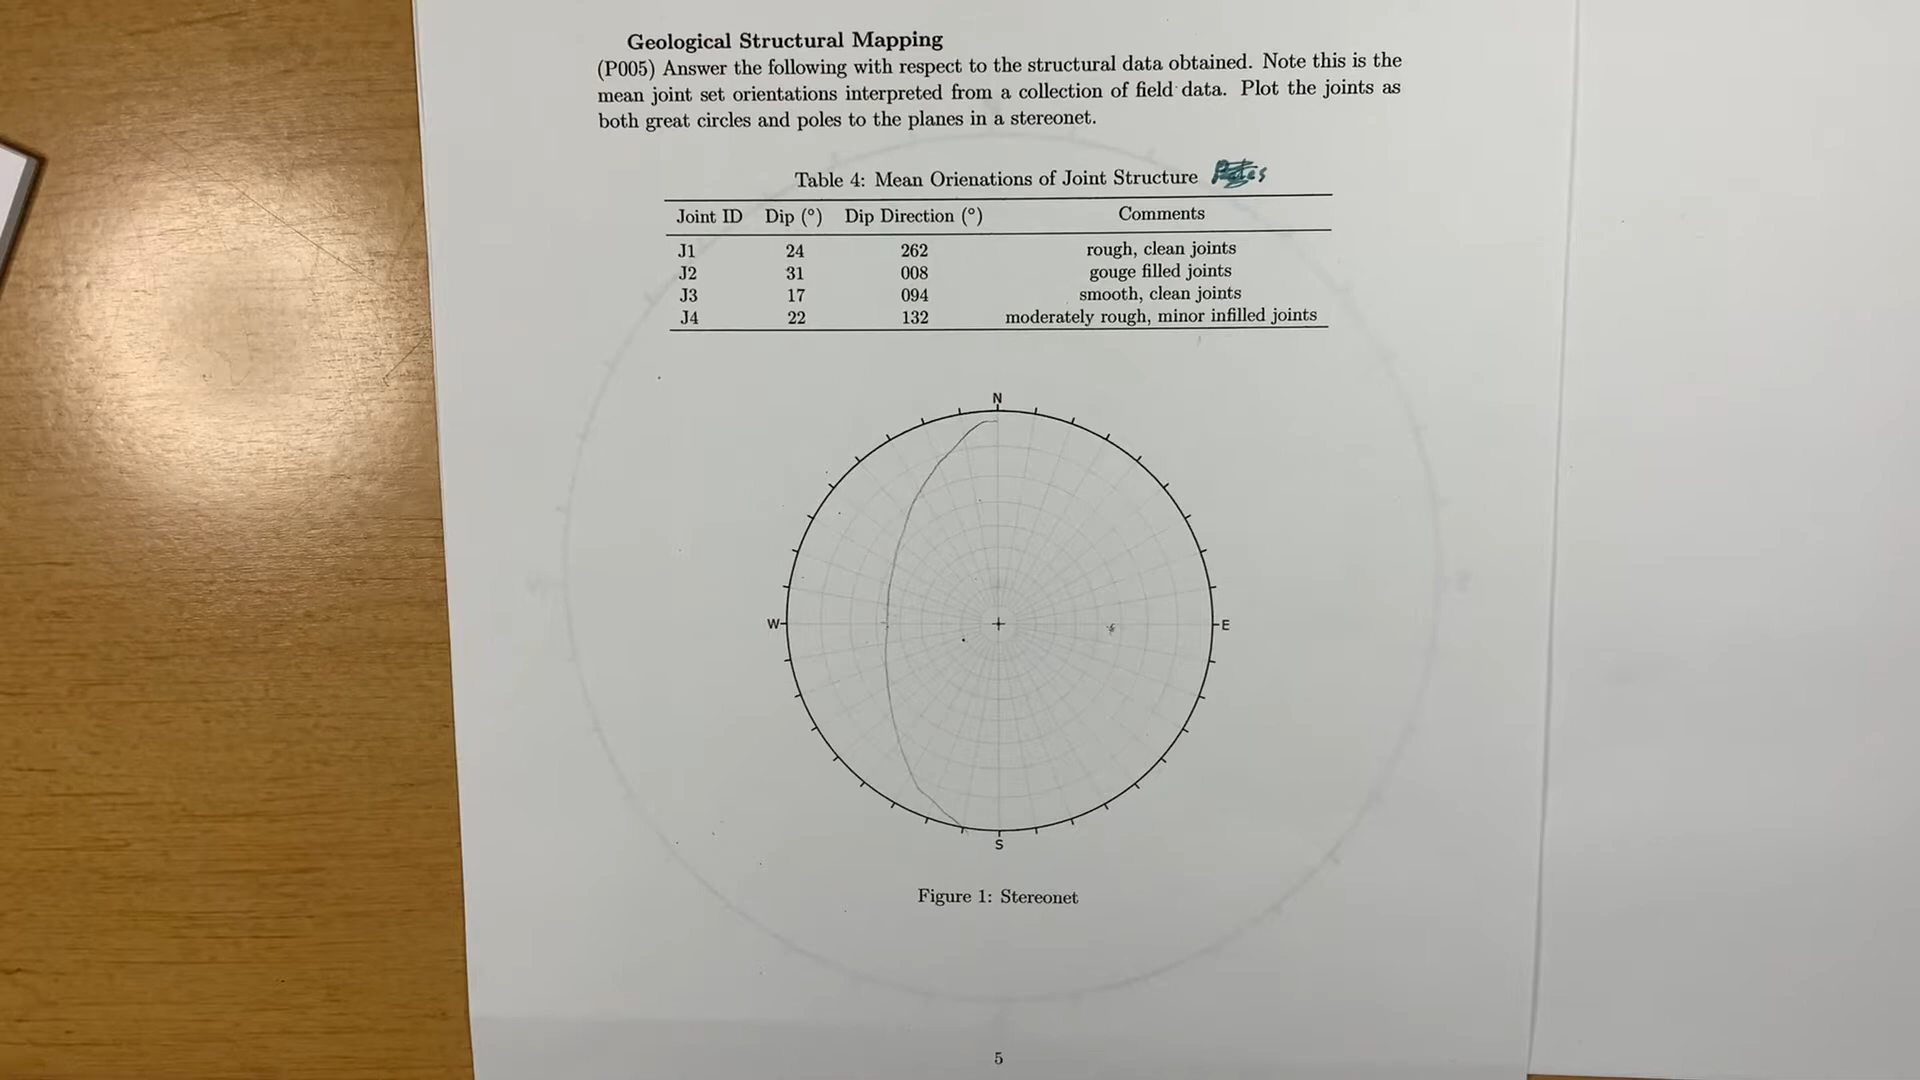 Geological Structural Mapping
(P005) Answer the following with respect to the structural data obtained. Note this is the
mean joint set orientations interpreted from a collection of field data. Plot the joints as
both great circles and poles to the planes in a stereonet.
Table 4: Mean Orienations of Joint Structure
Joint ID Dip (°) Dip Direction (°) Comments
J1 24 262 rough, clean joints
J2 31 008 gouge filled joints
J3 17 094 smooth, clean joints
J4 22 132 moderately rough, minor infilled joints
N
W E
S
Figure 1: Stereonet
5